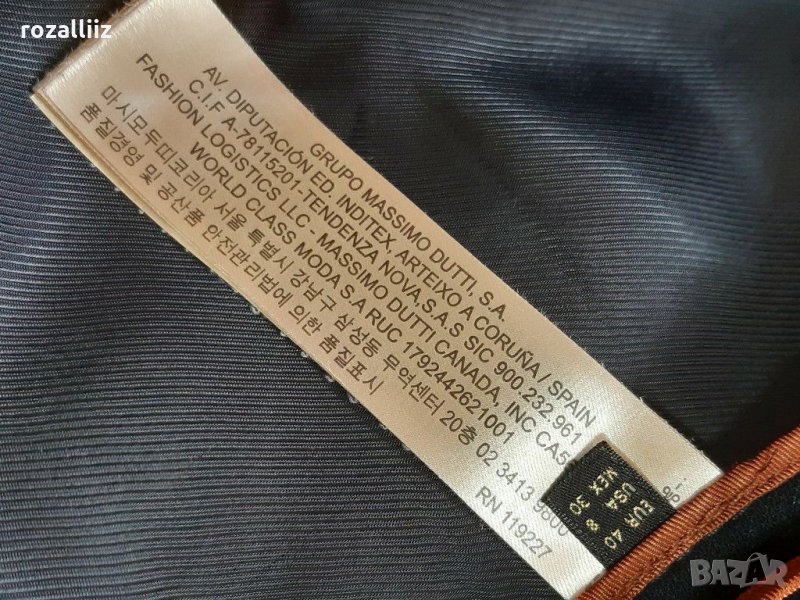 rozalliiz
GRUPO MASSIMO DUTTI, S.A.
AV. DIPUTACIÓN ED. INDITEX, ARTEIXO A CORUÑA / SPAIN
C.I.F A-78115201-TENDENZA NOVA,S.A.S SIC 900.232.961
FASHION LOGISTICS LLC - MASSIMO DUTTI CANADA, INC CA5
WORLD CLASS MODA S.A RUC 1792442621001
마시모두띠코리아 서울 특별시 강남구 삼성동 무역센터 20층 02 3413 9800
품질경영 및 공산품 안전관리법에 의한 품질표시
RN 119227
EUR 40
USA 8
MEX 30
BAZAR